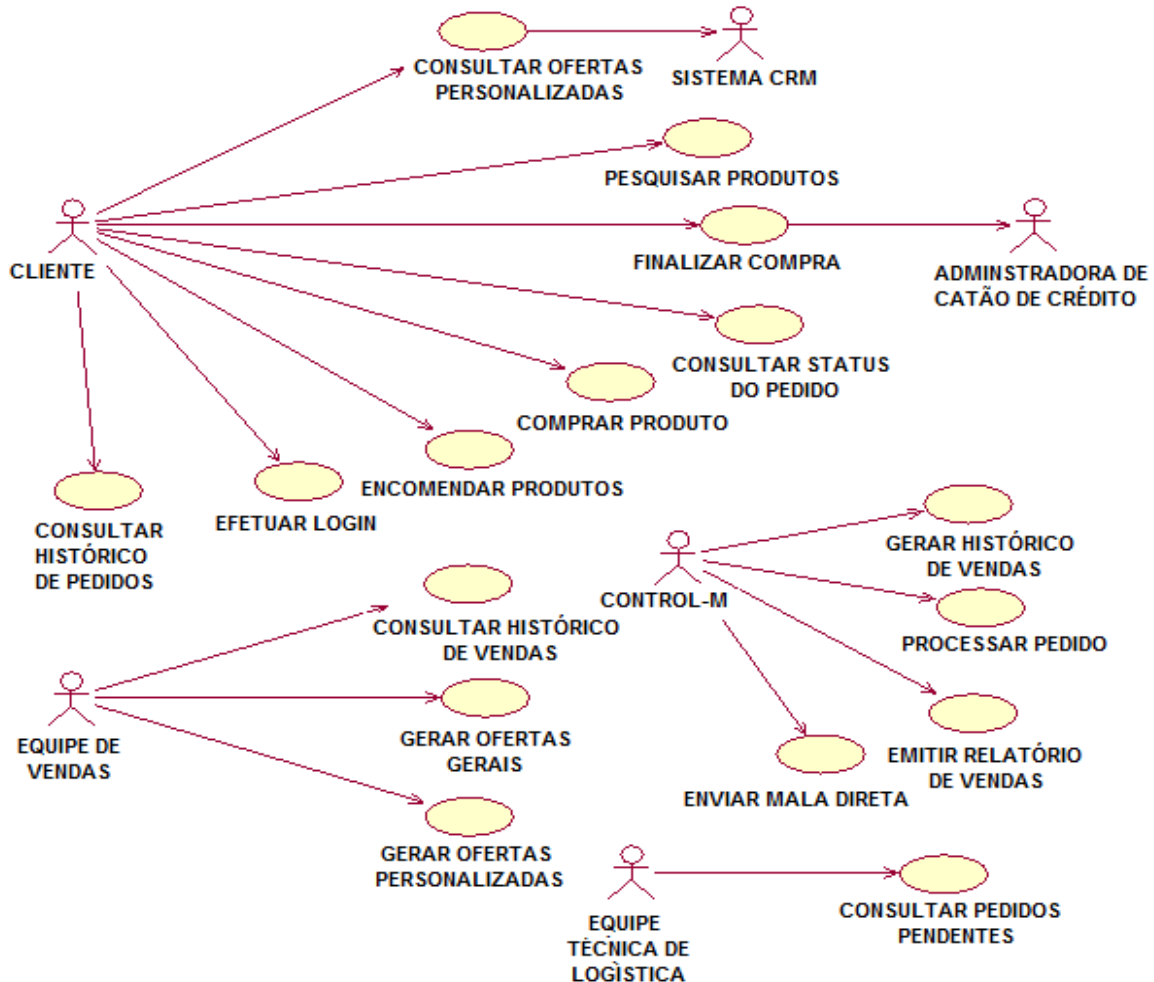 CONSULTAR OFERTAS
PERSONALIZADAS
SISTEMA CRM
PESQUISAR PRODUTOS
CLIENTE
FINALIZAR COMPRA
ADMINSTRADORA DE
CATÃO DE CRÉDITO
CONSULTAR STATUS
DO PEDIDO
COMPRAR PRODUTO
ENCOMENDAR PRODUTOS
EFETUAR LOGIN
CONSULTAR
HISTÓRICO
DE PEDIDOS
GERAR HISTÓRICO
DE VENDAS
CONTROL-M
CONSULTAR HISTÓRICO
DE VENDAS
PROCESSAR PEDIDO
EQUIPE DE
VENDAS
GERAR OFERTAS
GERAIS
EMITIR RELATÓRIO
DE VENDAS
ENVIAR MALA DIRETA
GERAR OFERTAS
PERSONALIZADAS
EQUIPE
TÈCNICA DE
LOGÌSTICA
CONSULTAR PEDIDOS
PENDENTES